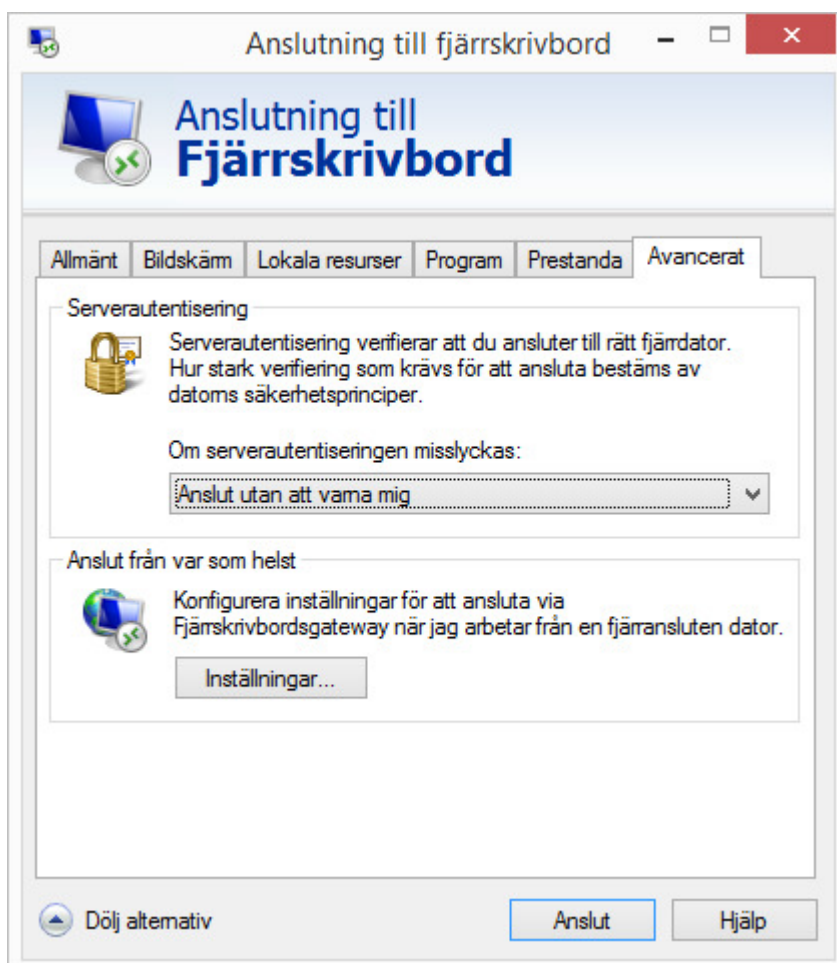 Anslutning till fjärrskrivbord
Anslutning till
Fjärrskrivbord
Allmänt Bildskärm Lokala resurser Program Prestanda Avancerat
Serverautentisering
Serverautentisering verifierar att du ansluter till rätt fjärrdator.
Hur stark verifiering som krävs för att ansluta bestäms av
datorns säkerhetsprinciper.
Om serverautentiseringen misslyckas:
Anslut utan att varna mig
Anslut från var som helst
Konfigurera inställningar för att ansluta via
Fjärrskrivbordsgateway när jag arbetar från en fjärransluten dator.
Inställningar...
Dölj alternativ Anslut Hjälp